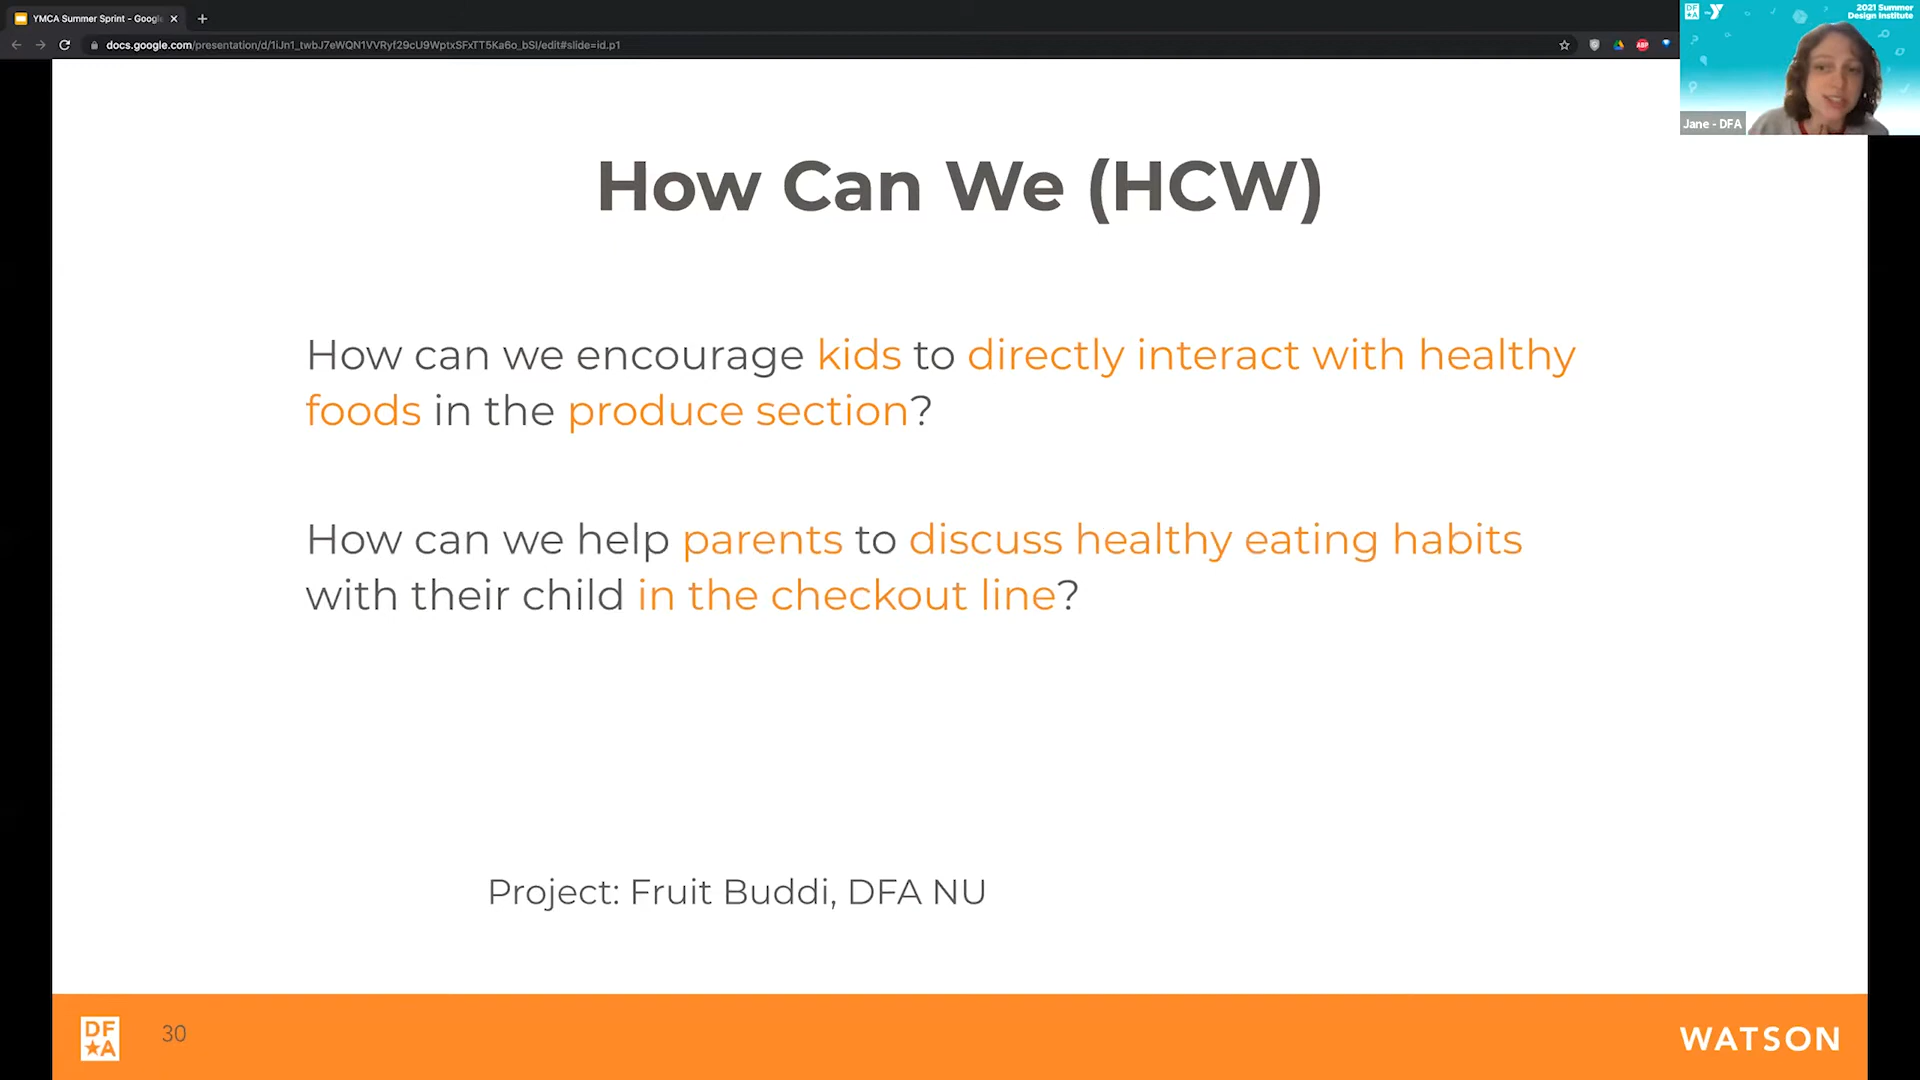 YMCA Summer Sprint - Googl
docs.google.com/presentation/d/1iJn1_twbJ7eWQN1VVRyf29cU9WptxSFxTT5Ka6o_bSI/edit#slide=id.p1
ABP
DF
A
Y
2021 Summer
Design Institute
Jane - DFA
How Can We (HCW)
How can we encourage kids to directly interact with healthy
foods in the produce section?
How can we help parents to discuss healthy eating habits
with their child in the checkout line?
Project: Fruit Buddi, DFA NU
DF
★A
30
WATSON